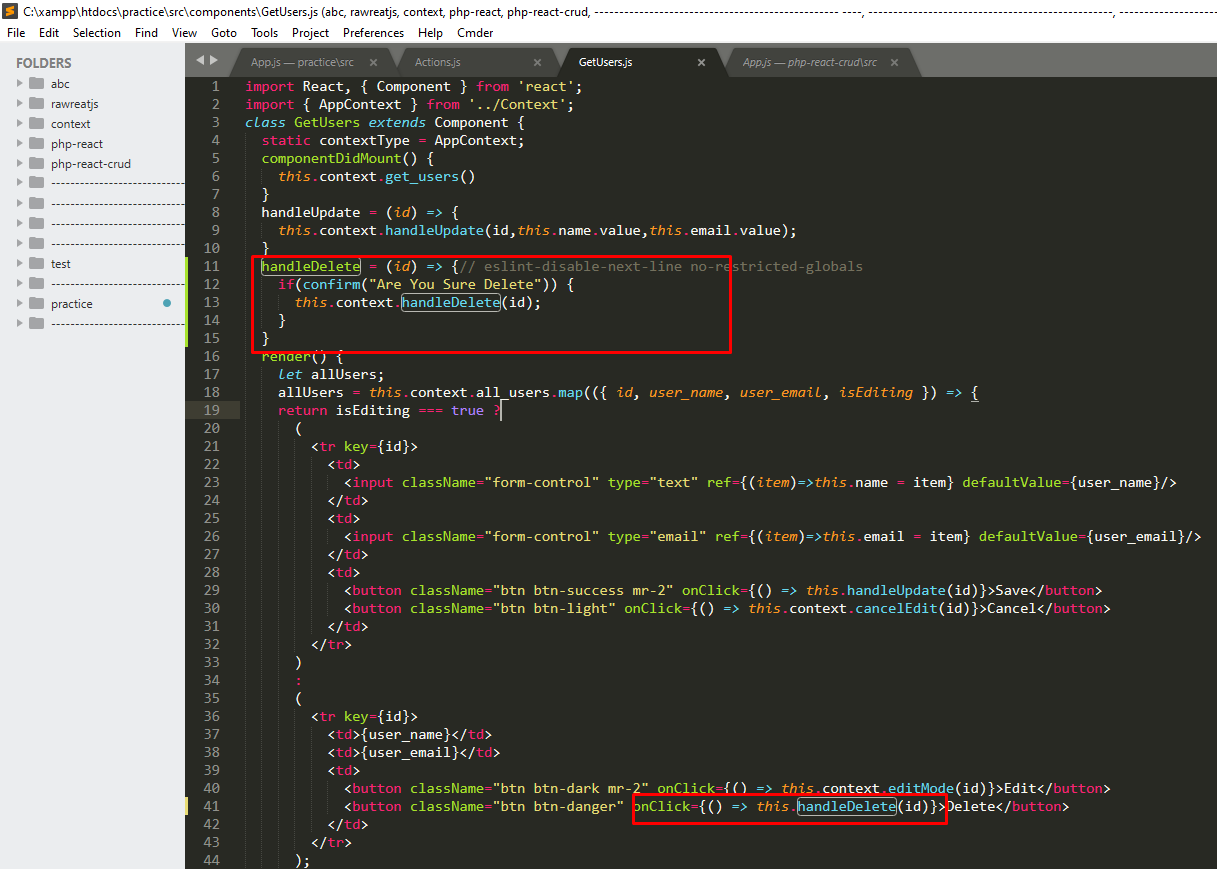 C:\xampp\htdocs\practice\src\components\GetUsers.js (abc, rawreatjs, context, php-react, php-react-crud,
File Edit Selection Find View Goto Tools Project Preferences Help Cmder
FOLDERS
abc
rawreatjs
context
php-react
php-react-crud
test
practice
App.js — practice\src × Actions.js × GetUsers.js × App.js — php-react-crud\src ×
1 import React, { Component } from 'react';
2 import { AppContext } from '../Context';
3 class GetUsers extends Component {
4 static contextType = AppContext;
5 componentDidMount() {
6 this.context.get_users()
7 }
8 handleUpdate = (id) => {
9 this.context.handleUpdate(id,this.name.value,this.email.value);
10 }
11 handleDelete = (id) => {// eslint-disable-next-line no-restricted-globals
12 if(confirm("Are You Sure Delete")) {
13 this.context.handleDelete(id);
14 }
15 }
16 render() {
17 let allUsers;
18 allUsers = this.context.all_users.map(({ id, user_name, user_email, isEditing }) => {
19 return isEditing === true ?
20 (
21 <tr key={id}>
22 <td>
23 <input className="form-control" type="text" ref={(item)=>this.name = item} defaultValue={user_name}/>
24 </td>
25 <td>
26 <input className="form-control" type="email" ref={(item)=>this.email = item} defaultValue={user_email}/>
27 </td>
28 <td>
29 <button className="btn btn-success mr-2" onClick={() => this.handleUpdate(id)}>Save</button>
30 <button className="btn btn-light" onClick={() => this.context.cancelEdit(id)}>Cancel</button>
31 </td>
32 </tr>
33 )
34 :
35 (
36 <tr key={id}>
37 <td>{user_name}</td>
38 <td>{user_email}</td>
39 <td>
40 <button className="btn btn-dark mr-2" onClick={() => this.context.editMode(id)}>Edit</button>
41 <button className="btn btn-danger" onClick={() => this.handleDelete(id)}>Delete</button>
42 </td>
43 </tr>
44 );